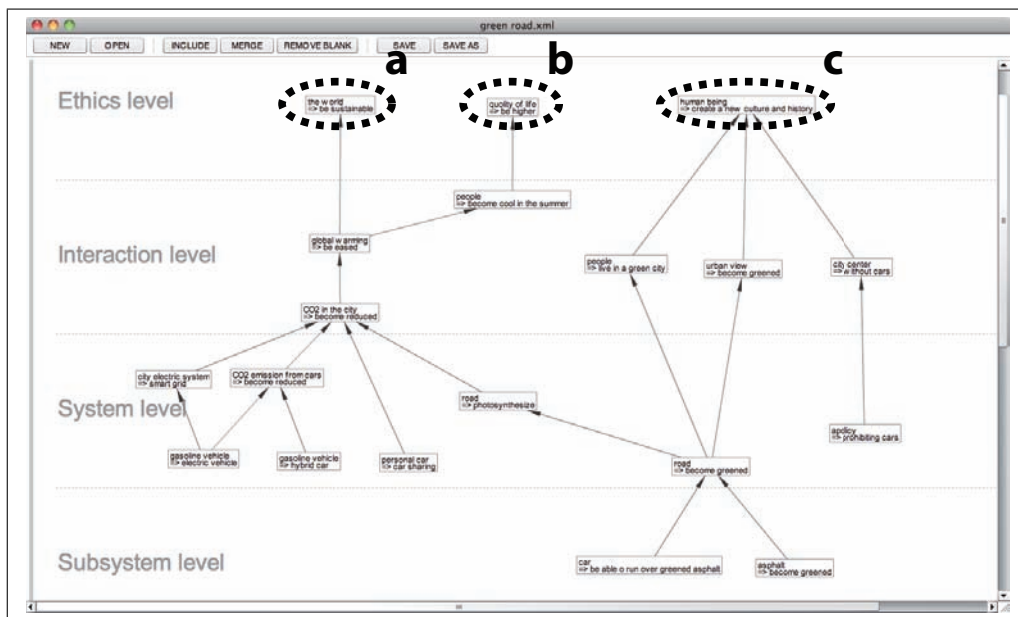 green road.xml
NEW OPEN INCLUDE MERGE REMOVE BLANK SAVE SAVE AS
a b c
Ethics level
the world
=> be sustainable
quolity of life
=> be higher
human being
=> create a new culture and history
people
=> become cool in the summer
Interaction level
global warming
=> be eased
people
=> live in a green city
urban view
=> become greened
city center
=> without cars
CO2 in the city
=> become reduced
city electric system
=> smart grid
CO2 emission from cars
=> become reduced
System level
road
=> photosynthesize
apolicy
=> prohibiting cars
gasoline vehicle
=> electric vehicle
gasoline vehicle
=> hybrid car
personal car
=> car sharing
road
=> become greened
Subsystem level
car
=> be able o run over greened asphalt
asphalt
=> become greened